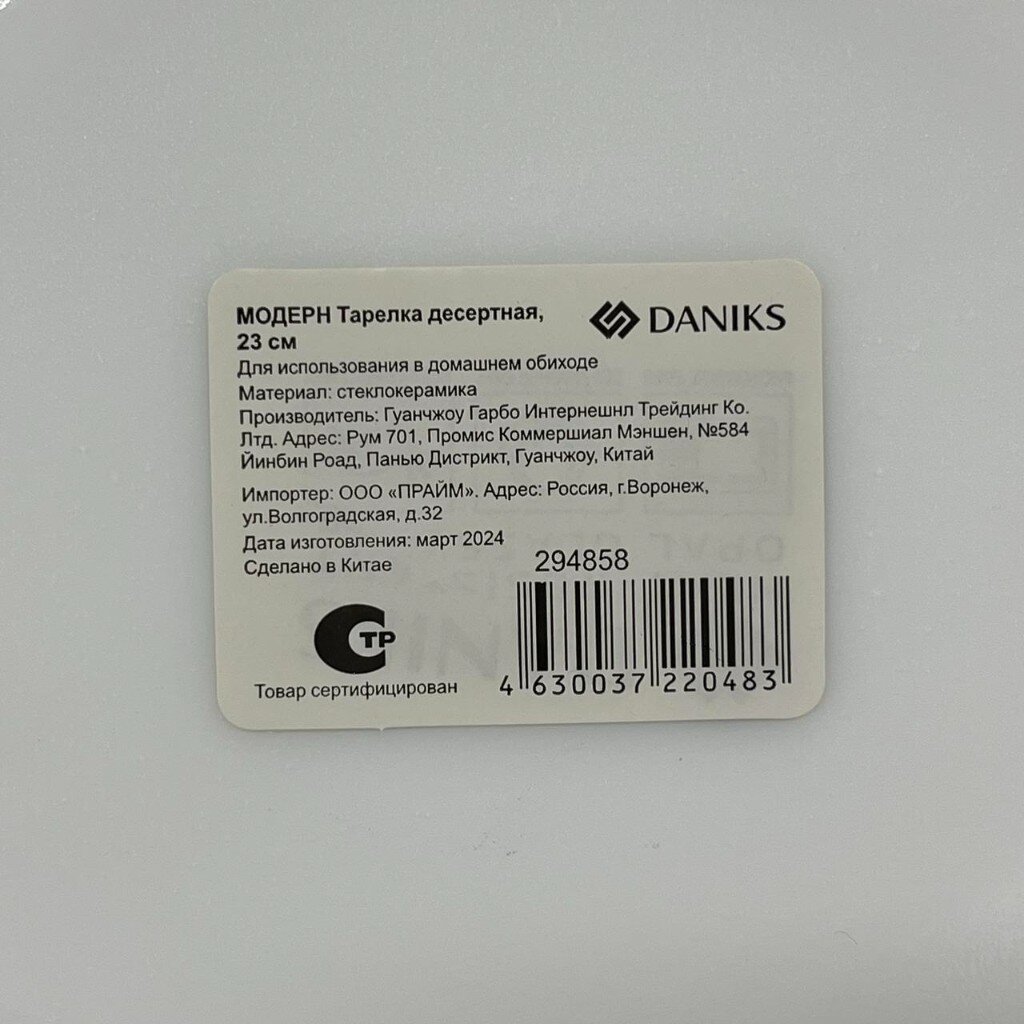 МОДЕРН Тарелка десертная,
23 см
DANIKS
Для использования в домашнем обиходе
Материал: стеклокерамика
Производитель: Гуанчжоу Гарбо Интернешнл Трейдинг Ко.
Лтд. Адрес: Рум 701, Промис Коммершиал Мэншен, №584
Йинбин Роад, Панью Дистрикт, Гуанчжоу, Китай
Импортер: ООО «ПРАЙМ». Адрес: Россия, г.Воронеж,
ул.Волгоградская, д.32
Дата изготовления: март 2024
Сделано в Китае
294858
ТР
Товар сертифицирован
4 630037 220483